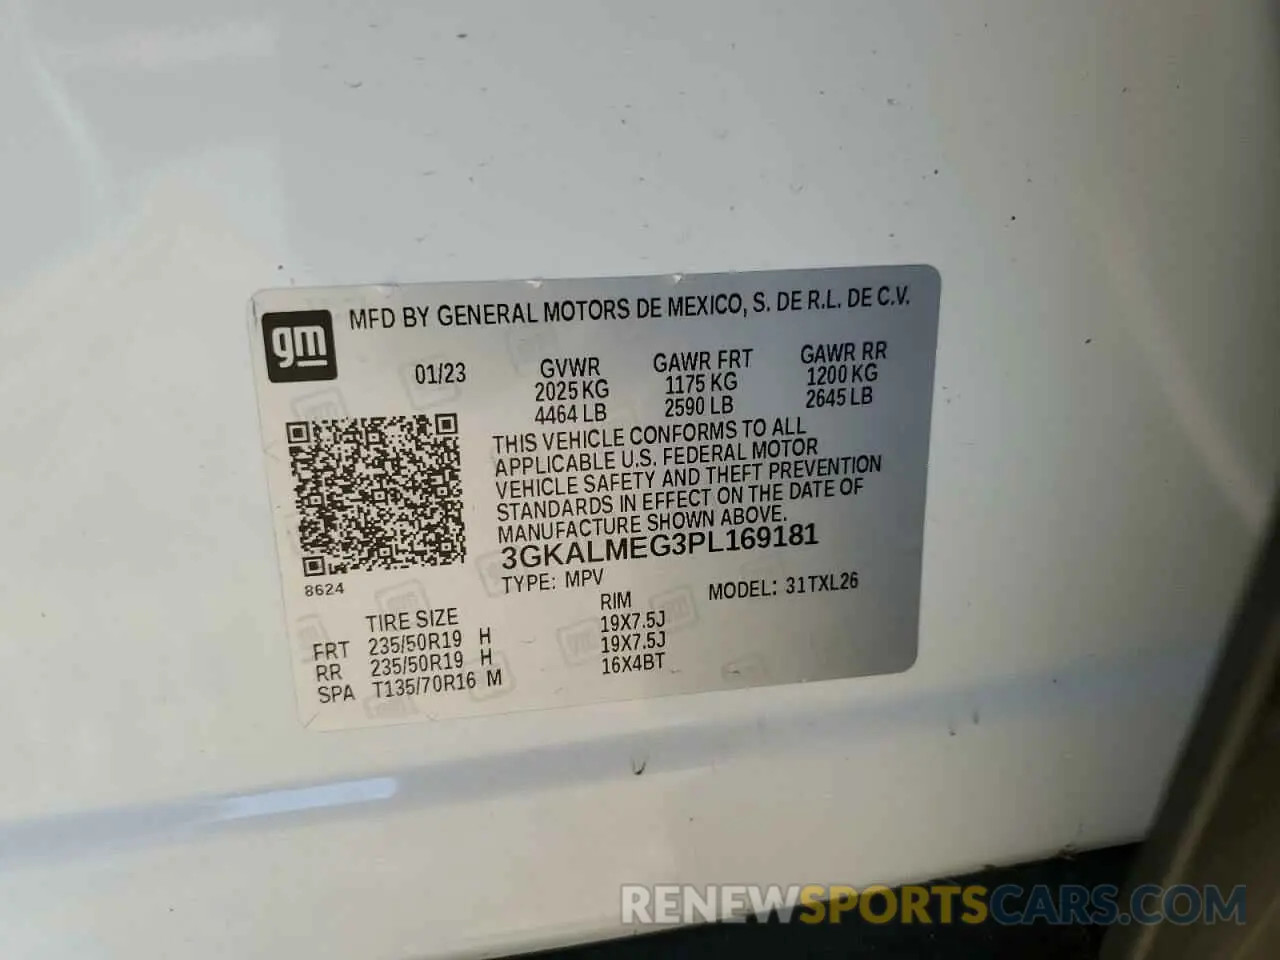 gm
MFD BY GENERAL MOTORS DE MEXICO, S. DE R.L. DE C.V.
01/23 GVWR GAWR FRT GAWR RR
2025 KG 1175 KG 1200 KG
4464 LB 2590 LB 2645 LB
THIS VEHICLE CONFORMS TO ALL
APPLICABLE U.S. FEDERAL MOTOR
VEHICLE SAFETY AND THEFT PREVENTION
STANDARDS IN EFFECT ON THE DATE OF
MANUFACTURE SHOWN ABOVE.
3GKALMEG3PL169181
8624
TYPE: MPV MODEL: 31TXL26
TIRE SIZE RIM
FRT 235/50R19 H 19X7.5J
RR 235/50R19 H 19X7.5J
SPA T135/70R16 M 16X4BT
RENEWSPORTSCARS.COM